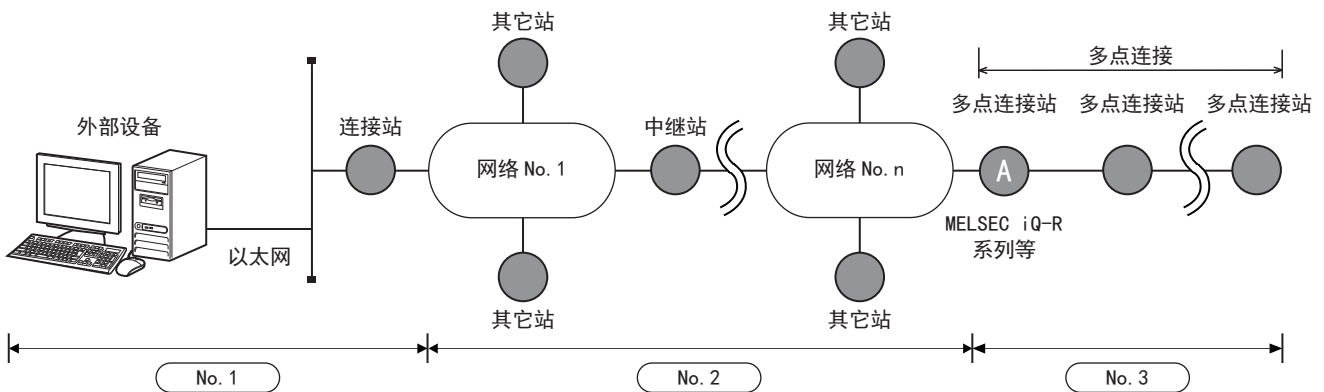 其它站
其它站
多点连接
多点连接站 多点连接站 多点连接站
外部设备
连接站
中继站
网络 No. 1
网络 No. n
A
MELSEC iQ-R
系列等
以太网
其它站
其它站
No. 1
No. 2
No. 3